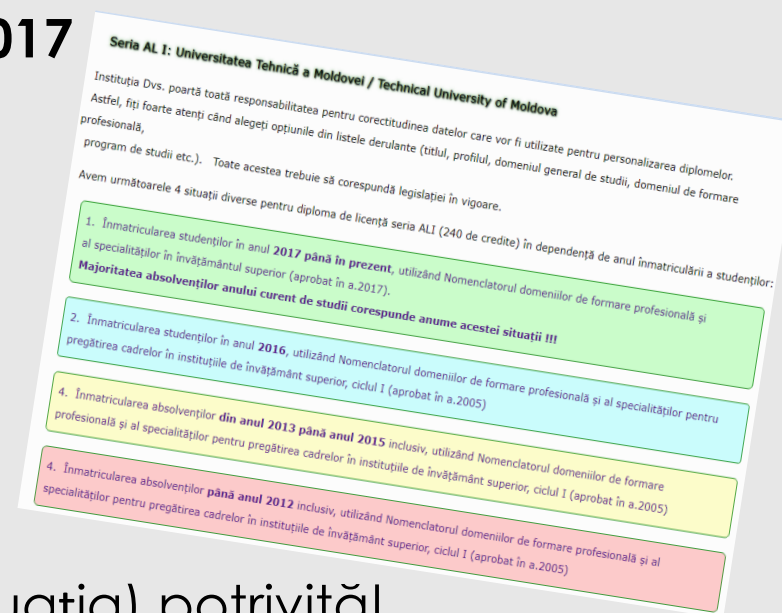 017
Seria AL I: Universitatea Tehnică a Moldovei / Technical University of Moldova
Instituția Dvs. poartă toată responsabilitatea pentru corectitudinea datelor care vor fi utilizate pentru personalizarea diplomelor.
Astfel, fiți foarte atenți când alegeți opțiunile din listele derulante (titlul, profilul, domeniul general de studii, domeniul de formare
profesională,
program de studii etc.). Toate acestea trebuie să corespundă legislației în vigoare.
Avem următoarele 4 situații diverse pentru diploma de licență seria ALI (240 de credite) în dependență de anul înmatriculării a studenților:
1. Înmatricularea studenților în anul 2017 până în prezent, utilizând Nomenclatorul domeniilor de formare profesională și
al specialităților în învățământul superior (aprobat în a.2017).
Majoritatea absolvenților anului curent de studii corespunde anume acestei situații !!!
2. Înmatricularea studenților în anul 2016, utilizând Nomenclatorul domeniilor de formare profesională și al specialităților pentru
pregătirea cadrelor în instituțiile de învățământ superior, ciclul I (aprobat în a.2005)
4. Înmatricularea absolvenților din anul 2013 până anul 2015 inclusiv, utilizând Nomenclatorul domeniilor de formare
profesională și al specialităților pentru pregătirea cadrelor în instituțiile de învățământ superior, ciclul I (aprobat în a.2005)
4. Înmatricularea absolvenților până anul 2012 inclusiv, utilizând Nomenclatorul domeniilor de formare profesională și al
specialităților pentru pregătirea cadrelor în instituțiile de învățământ superior, ciclul I (aprobat în a.2005)
uația) potrivită!